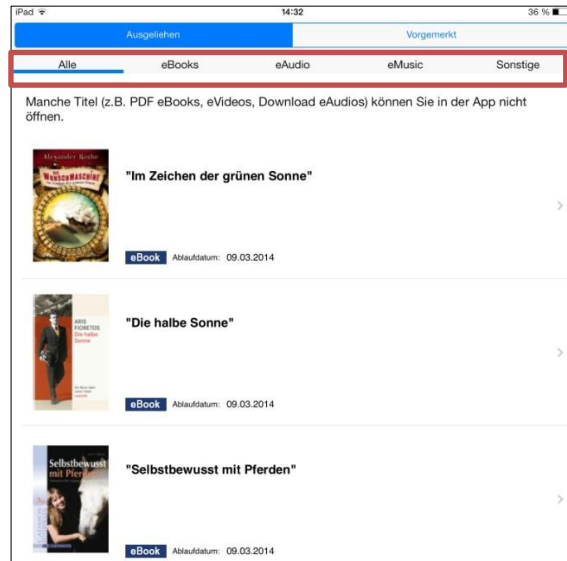 iPad 14:32 36 %
Ausgeliehen Vorgemerkt
Alle eBooks eAudio eMusic Sonstige
Manche Titel (z.B. PDF eBooks, eVideos, Download eAudios) können Sie in der App nicht
öffnen.
Alexander Rothe
DIE
WUNSCHMASCHINE
"Im Zeichen der grünen Sonne"
eBook Ablaufdatum: 09.03.2014
ARIS
FIORETOS
Die halbe
Sonne
"Die halbe Sonne"
eBook Ablaufdatum: 09.03.2014
Selbstbewusst
mit Pferden
"Selbstbewusst mit Pferden"
eBook Ablaufdatum: 09.03.2014